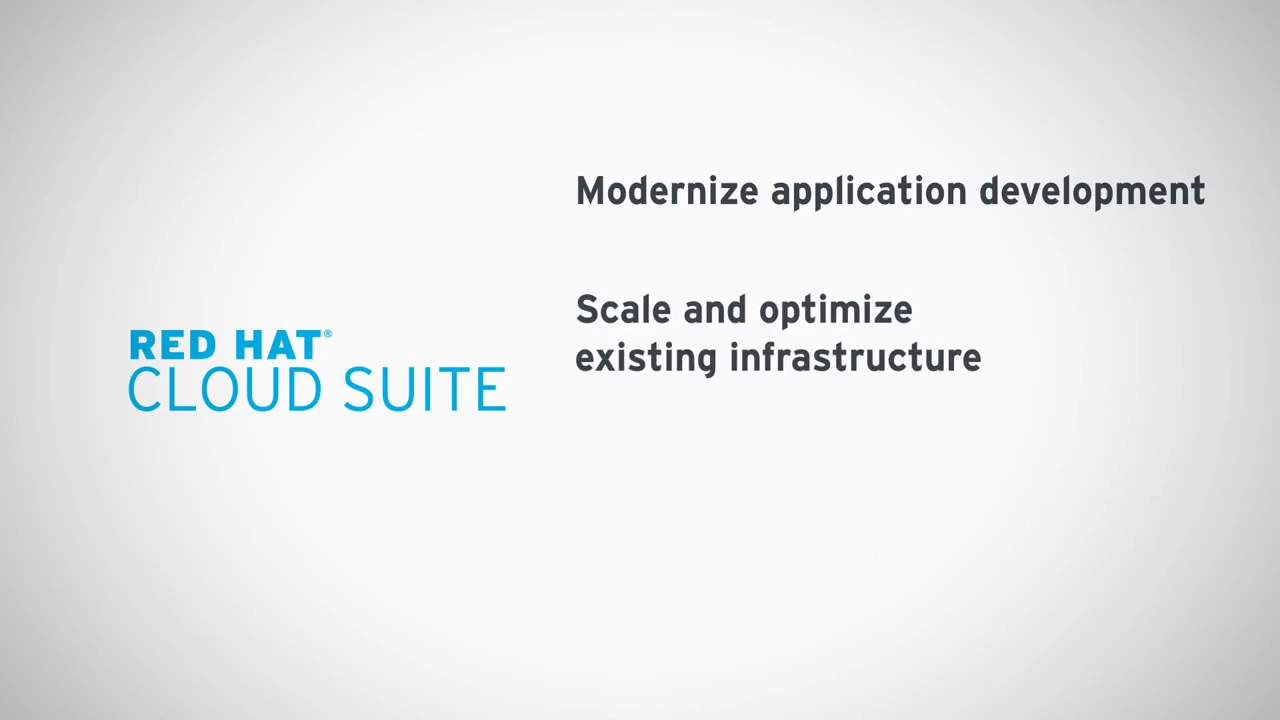 RED HAT®
CLOUD SUITE
Modernize application development
Scale and optimize
existing infrastructure